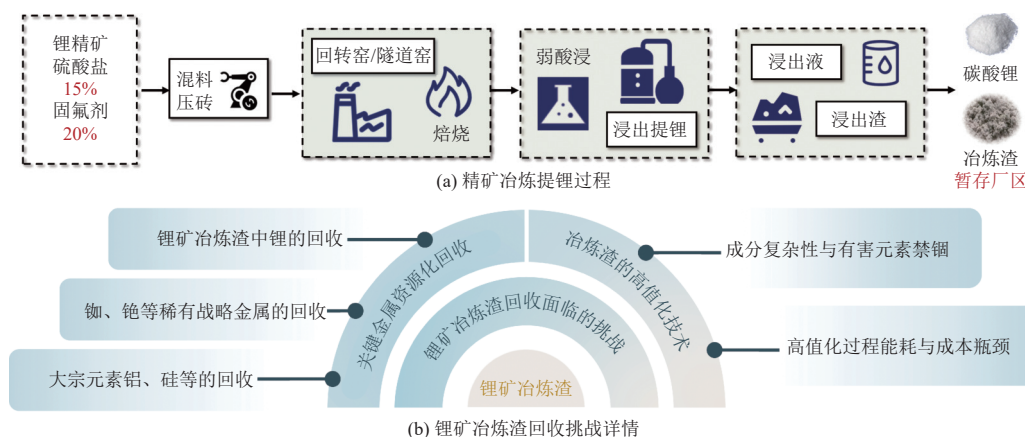 锂精矿
硫酸盐
15%
固氟剂
20%
混料
压砖
回转窑/隧道窑
焙烧
弱酸浸
浸出提锂
浸出液
浸出渣
碳酸锂
冶炼渣
暂存厂区
(a) 精矿冶炼提锂过程
锂矿冶炼渣中锂的回收
铷、铯等稀有战略金属的回收
大宗元素铝、硅等的回收
关键金属资源化回收
冶炼渣的高值化技术
锂矿冶炼渣回收面临的挑战
锂矿冶炼渣
成分复杂性与有害元素禁锢
高值化过程能耗与成本瓶颈
(b) 锂矿冶炼渣回收挑战详情